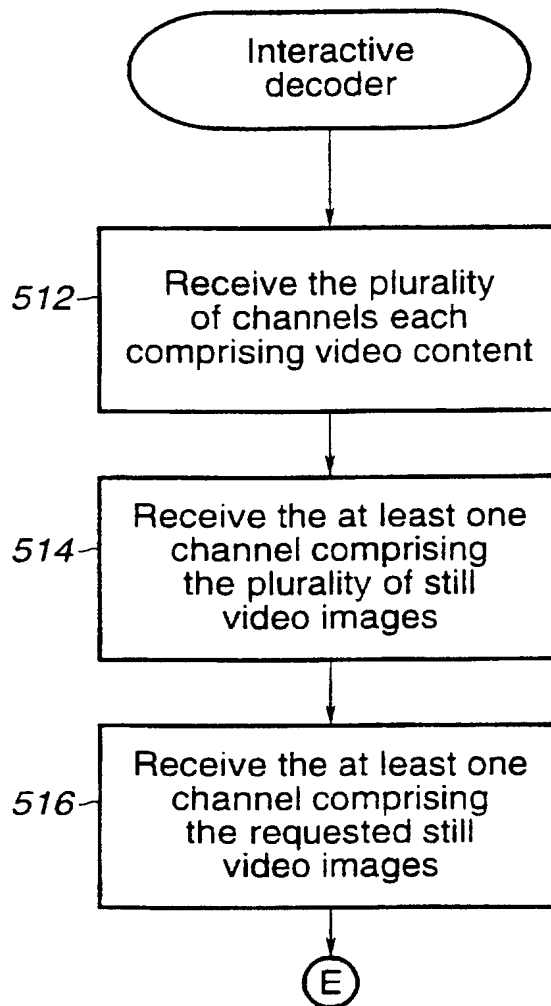 Interactive
decoder
512
Receive the plurality
of channels each
comprising video content
514
Receive the at least one
channel comprising
the plurality of still
video images
516
Receive the at least one
channel comprising
the requested still
video images
E